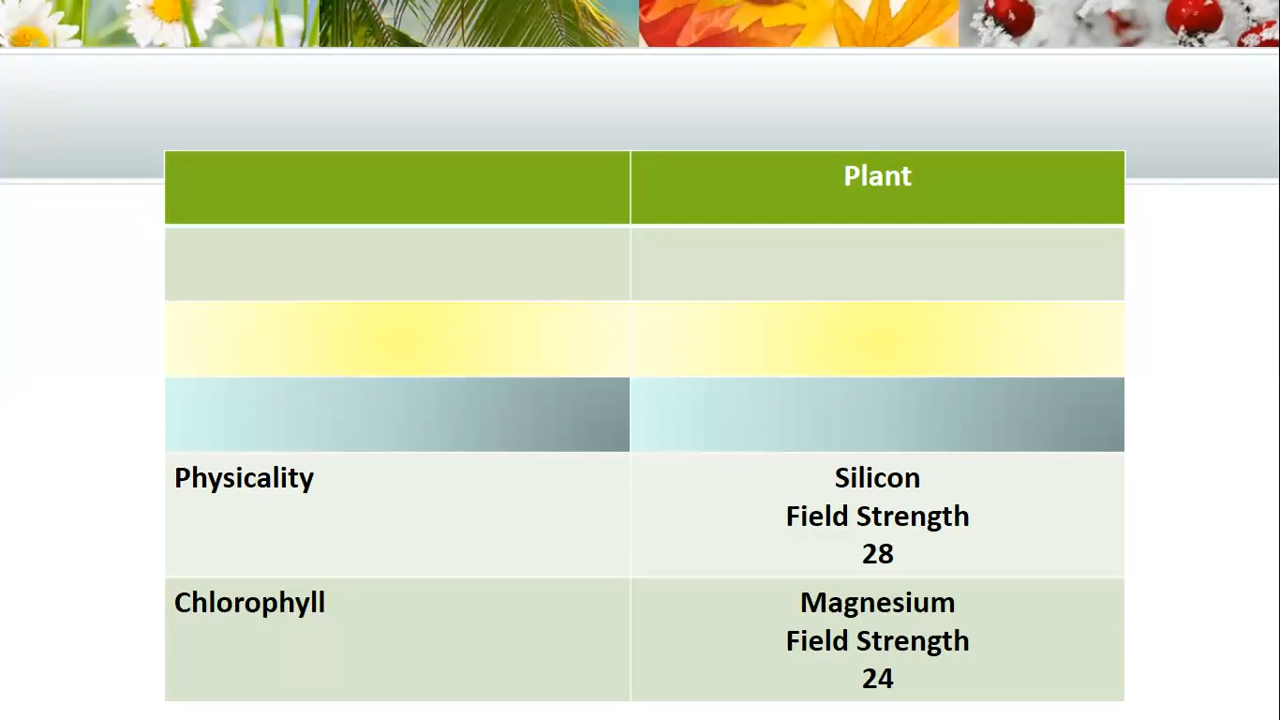 Plant
Physicality
Silicon
Field Strength
28
Chlorophyll
Magnesium
Field Strength
24